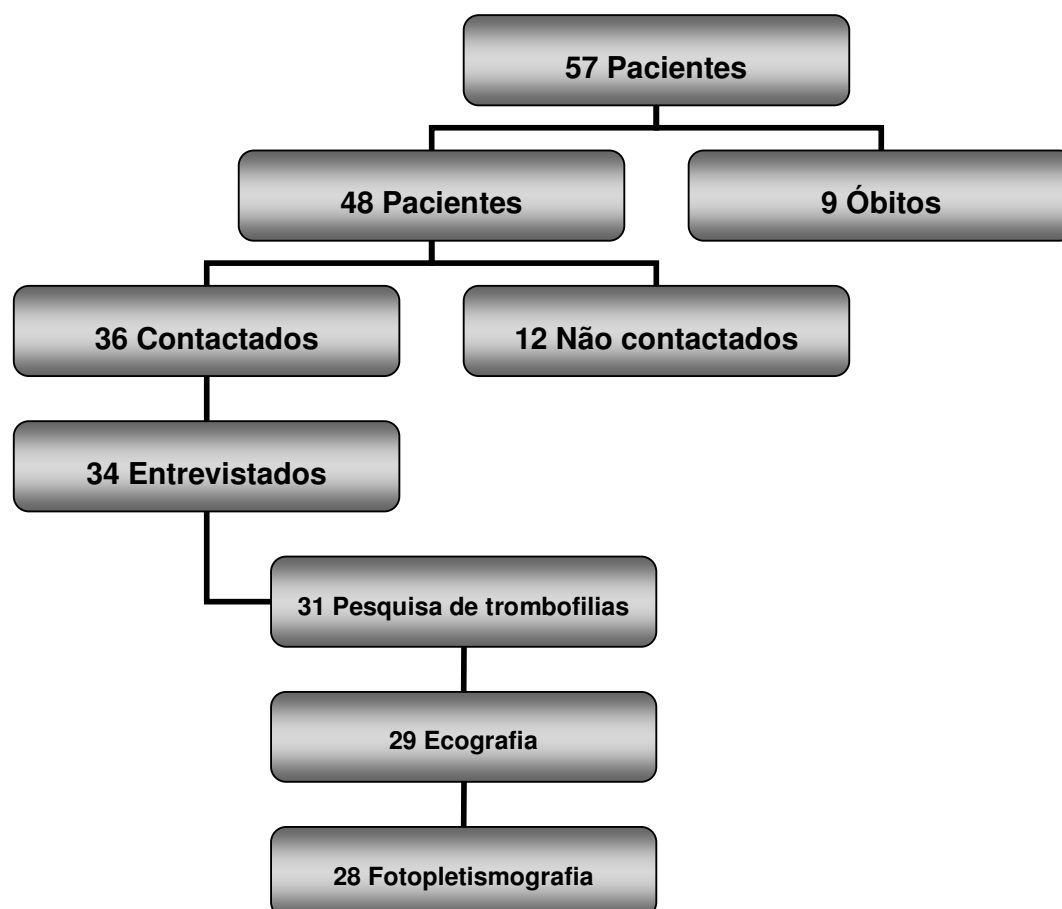 57 Pacientes
48 Pacientes
9 Óbitos
36 Contactados
12 Não contactados
34 Entrevistados
31 Pesquisa de trombofilias
29 Ecografia
28 Fotopletismografia